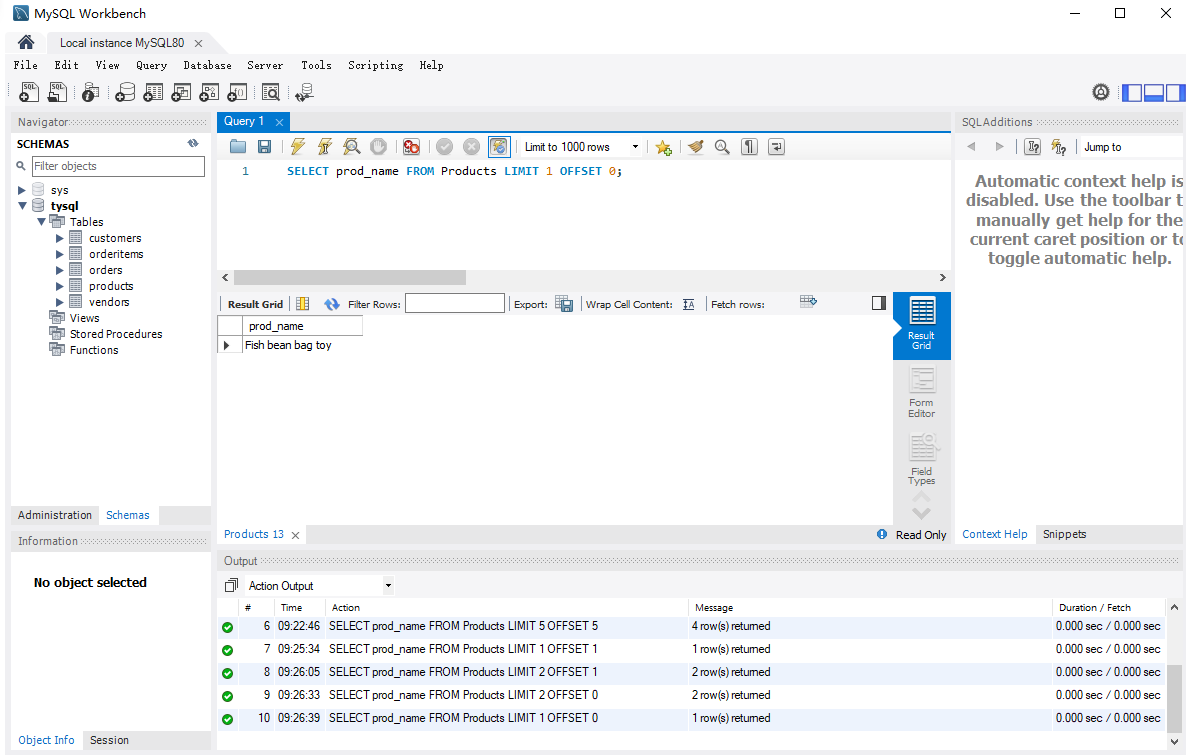 MySQL Workbench
Local instance MySQL80
File Edit View Query Database Server Tools Scripting Help
Navigator
SCHEMAS
Filter objects
sys
tysql
Tables
customers
orderitems
orders
products
vendors
Views
Stored Procedures
Functions
Administration Schemas
Information
No object selected
Object Info Session
Query 1
Limit to 1000 rows
1 SELECT prod_name FROM Products LIMIT 1 OFFSET 0;
Result Grid Filter Rows: Export: Wrap Cell Content: Fetch rows:
prod_name
Fish bean bag toy
Result
Grid
Form
Editor
Field
Types
Products 13
Read Only
SQLAdditions
Jump to
Automatic context help is
disabled. Use the toolbar t
manually get help for the
current caret position or to
toggle automatic help.
Context Help Snippets
Output
Action Output
# Time Action Message Duration / Fetch
6 09:22:46 SELECT prod_name FROM Products LIMIT 5 OFFSET 5 4 row(s) returned 0.000 sec / 0.000 sec
7 09:25:34 SELECT prod_name FROM Products LIMIT 1 OFFSET 1 1 row(s) returned 0.000 sec / 0.000 sec
8 09:26:05 SELECT prod_name FROM Products LIMIT 2 OFFSET 1 2 row(s) returned 0.000 sec / 0.000 sec
9 09:26:33 SELECT prod_name FROM Products LIMIT 2 OFFSET 0 2 row(s) returned 0.000 sec / 0.000 sec
10 09:26:39 SELECT prod_name FROM Products LIMIT 1 OFFSET 0 1 row(s) returned 0.000 sec / 0.000 sec